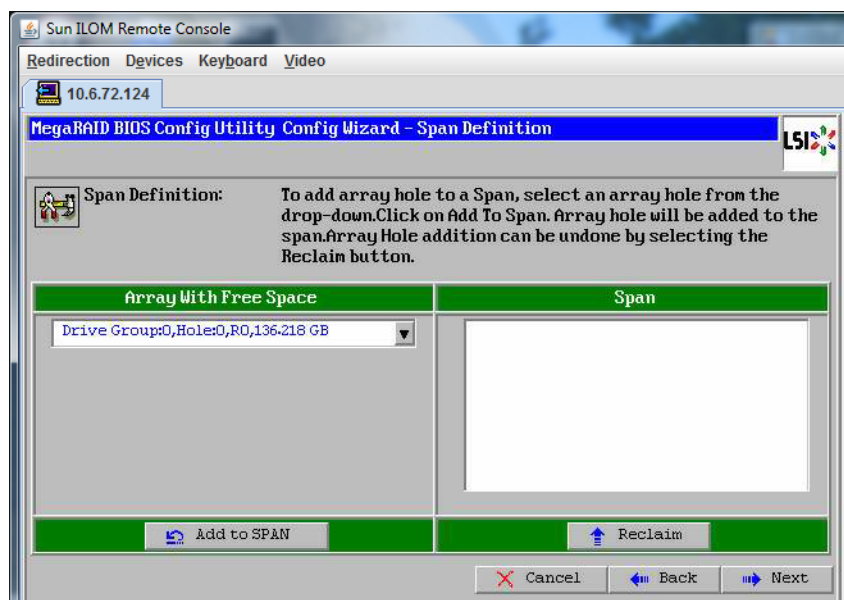 Sun ILOM Remote Console
Redirection Devices Keyboard Video
10.6.72.124
MegaRAID BIOS Config Utility Config Wizard - Span Definition
LSI
Span Definition: To add array hole to a Span, select an array hole from the
drop-down.Click on Add To Span. Array hole will be added to the
span.Array Hole addition can be undone by selecting the
Reclaim button.
Array With Free Space Span
Drive Group:0,Hole:0,R0,136.218 GB
Add to SPAN Reclaim
Cancel Back Next